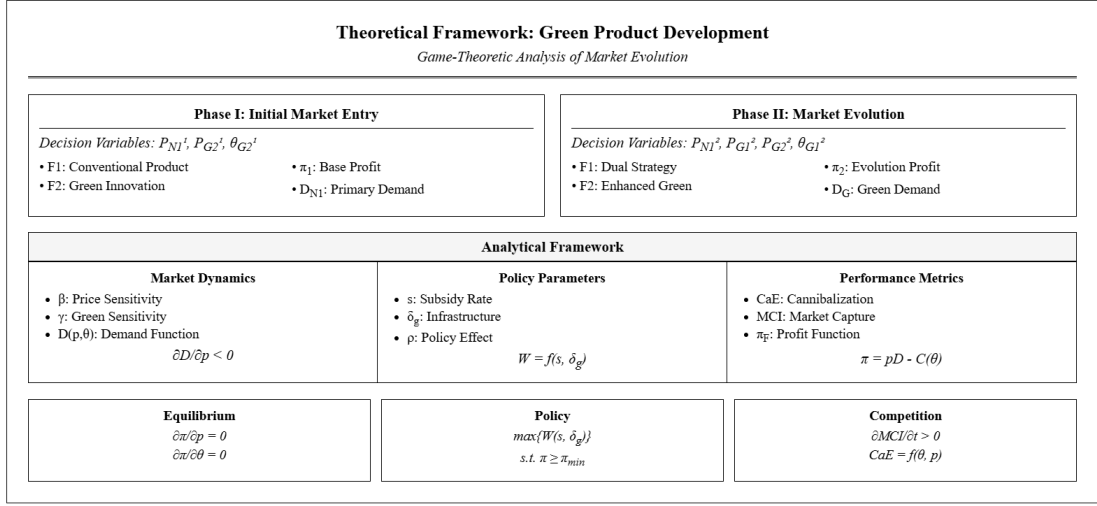 Theoretical Framework: Green Product Development
Game-Theoretic Analysis of Market Evolution
Phase I: Initial Market Entry
Decision Variables: P_N1¹, P_G2¹, θ_G2¹
• F1: Conventional Product
• F2: Green Innovation
• π₁: Base Profit
• D_N1: Primary Demand
Phase II: Market Evolution
Decision Variables: P_N1², P_G1², P_G2², θ_G1²
• F1: Dual Strategy
• F2: Enhanced Green
• π₂: Evolution Profit
• D_G: Green Demand
Analytical Framework
Market Dynamics
• β: Price Sensitivity
• γ: Green Sensitivity
• D(p,θ): Demand Function
∂D/∂p < 0
Policy Parameters
• s: Subsidy Rate
• δ_g: Infrastructure
• ρ: Policy Effect
W = f(s, δ_g)
Performance Metrics
• CaE: Cannibalization
• MCI: Market Capture
• π_F: Profit Function
π = pD - C(θ)
Equilibrium
∂π/∂p = 0
∂π/∂θ = 0
Policy
max{W(s, δ_g)}
s.t. π ≥ π_min
Competition
∂MCI/∂t > 0
CaE = f(θ, p)